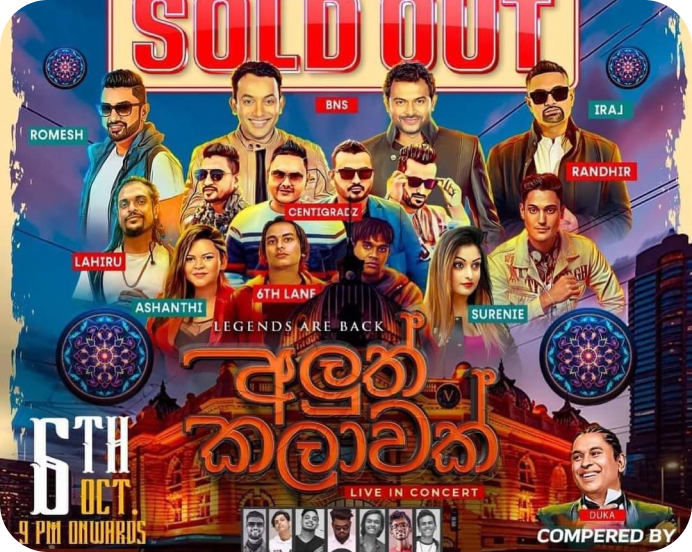 SOLD OUT
BNS
ROMESH
IRAJ
RANDHIR
CENTIGRADZ
LAHIRU
6TH LANE
ASHANTHI
SURENIE
LEGENDS ARE BACK
අලුත්
කලාවක්
LIVE IN CONCERT
6TH
OCT.
9 PM ONWARDS
DUKA
COMPERED BY